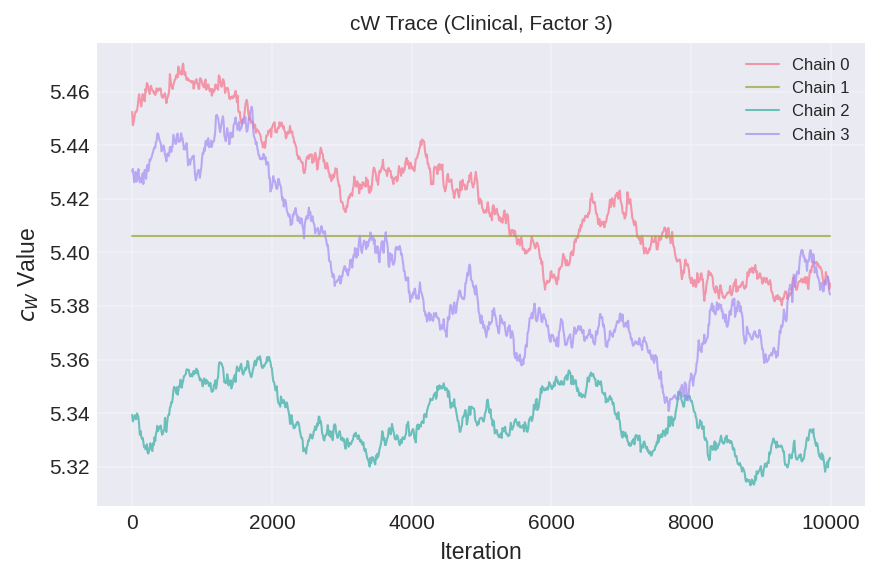 cW Trace (Clinical, Factor 3)
Chain 0
Chain 1
Chain 2
Chain 3
5.46
5.44
5.42
5.40
5.38
5.36
5.34
5.32
c_W Value
0 2000 4000 6000 8000 10000
Iteration